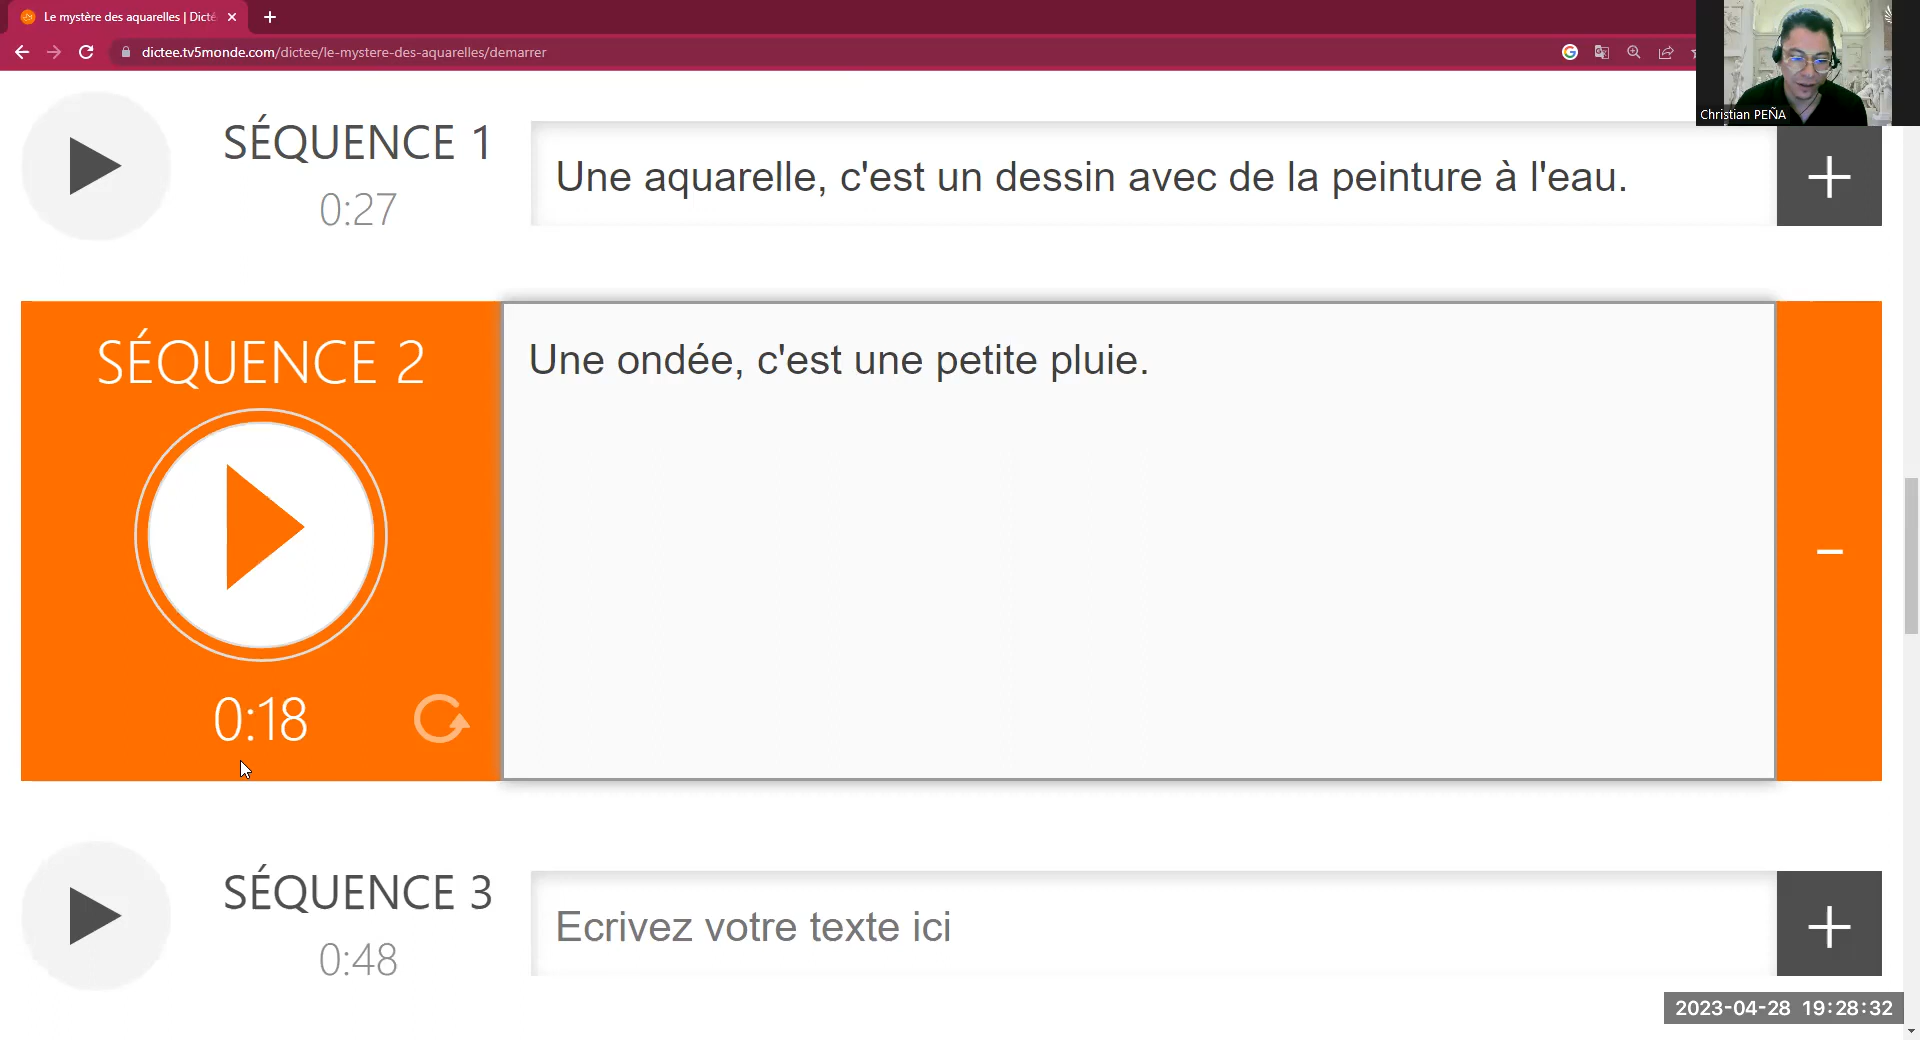 Le mystère des aquarelles | Dicté
dictee.tv5monde.com/dictee/le-mystere-des-aquarelles/demarrer
Christian PEÑA
SÉQUENCE 1
0:27
Une aquarelle, c'est un dessin avec de la peinture à l'eau.
SÉQUENCE 2
Une ondée, c'est une petite pluie.
0:18
SÉQUENCE 3
0:48
Ecrivez votre texte ici
2023-04-28 19:28:32